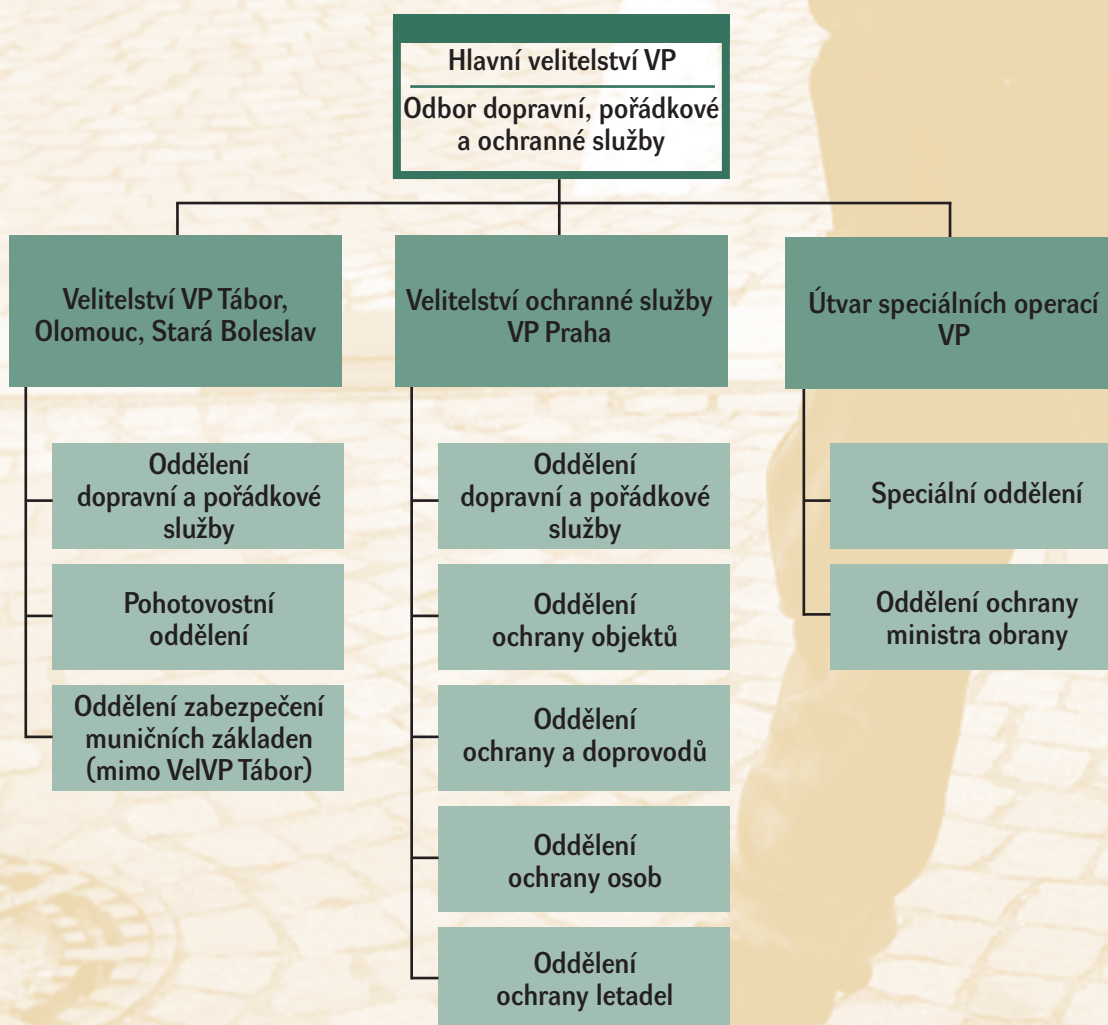 Hlavní velitelství VP
Odbor dopravní, pořádkové
a ochranné služby
Velitelství VP Tábor,
Olomouc, Stará Boleslav
Oddělení
dopravní a pořádkové
služby
Pohotovostní
oddělení
Oddělení zabezpečení
muničních základen
(mimo VelVP Tábor)
Velitelství ochranné služby
VP Praha
Oddělení
dopravní a pořádkové
služby
Oddělení
ochrany objektů
Oddělení
ochrany a doprovodů
Oddělení
ochrany osob
Oddělení
ochrany letadel
Útvar speciálních operací
VP
Speciální oddělení
Oddělení ochrany
ministra obrany